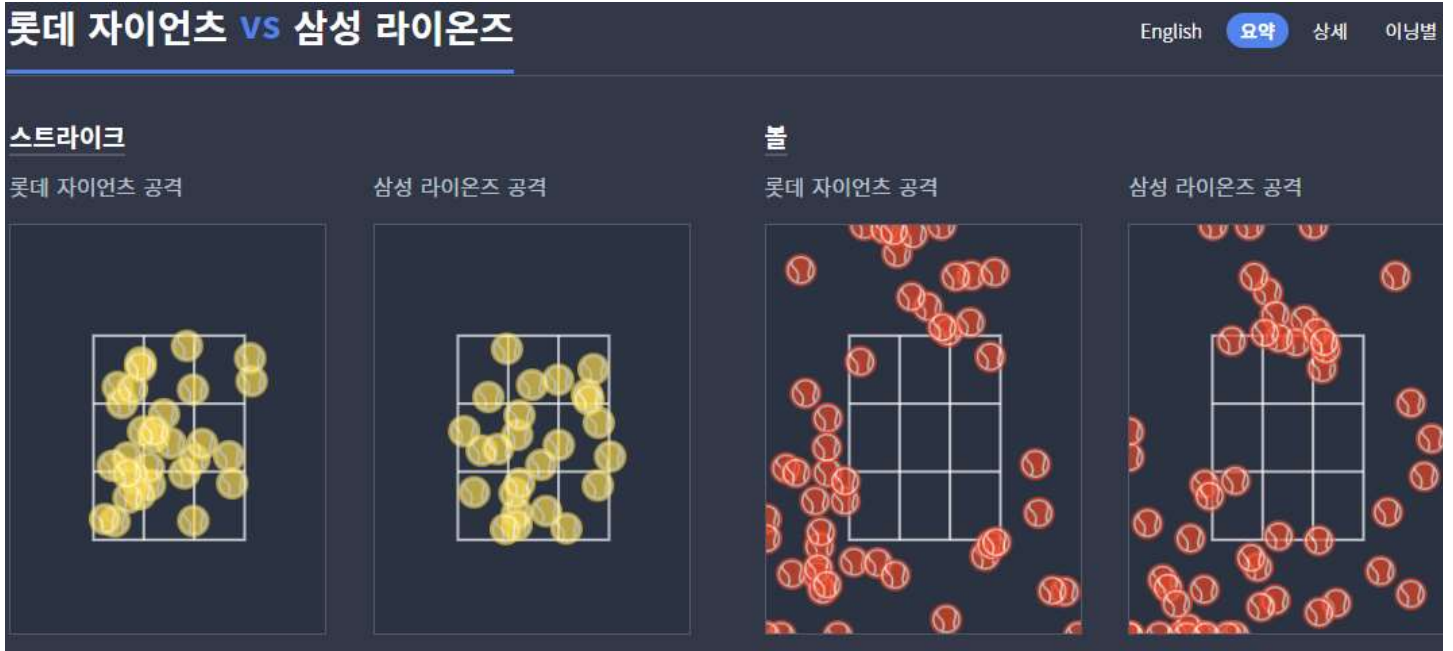 롯데 자이언츠 VS 삼성 라이온즈
English 요약 상세 이닝별
스트라이크
볼
롯데 자이언츠 공격
삼성 라이온즈 공격
롯데 자이언츠 공격
삼성 라이온즈 공격